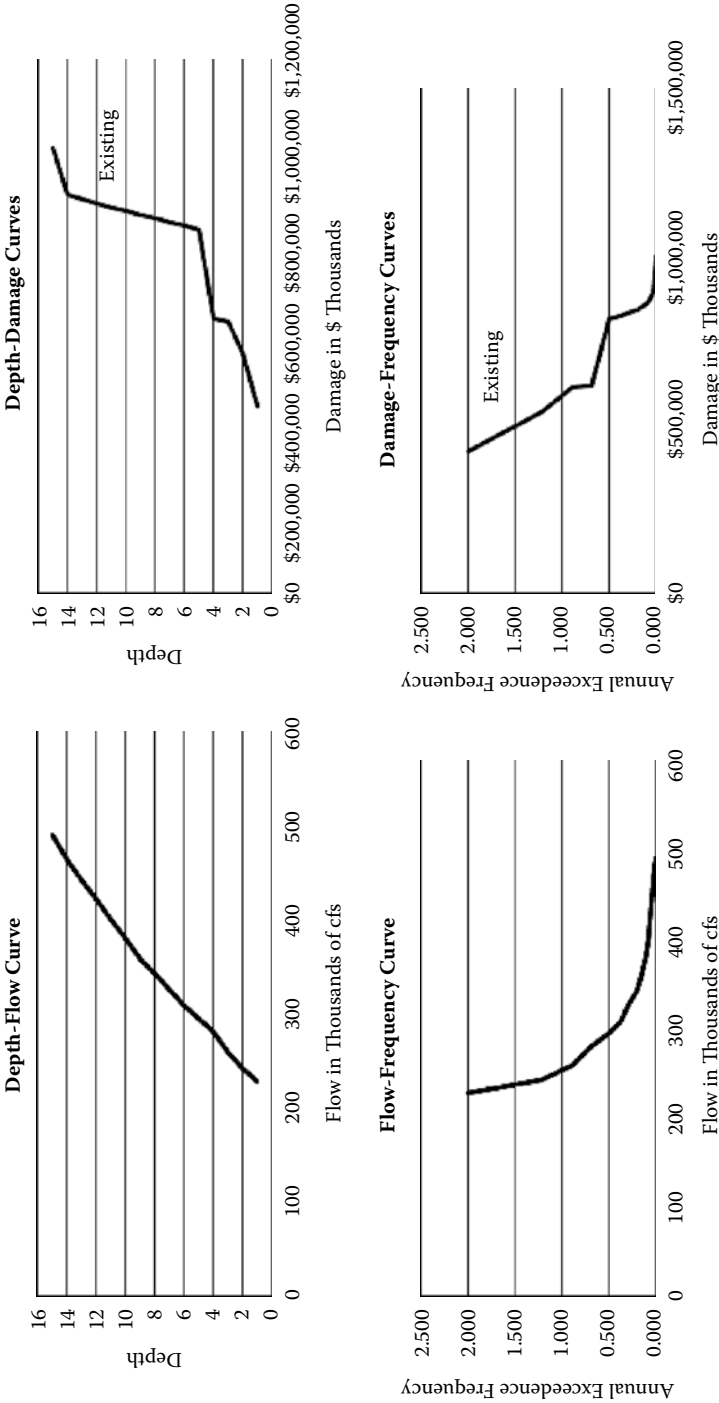 Depth-Flow Curve
16
14
12
10
8
6
4
2
0
Depth
0 100 200 300 400 500 600
Flow in Thousands of cfs
Depth-Damage Curves
16
14
12
10
8
6
4
2
0
Depth
Existing
$0 $200,000 $400,000 $600,000 $800,000 $1,000,000 $1,200,000
Damage in $ Thousands
Flow-Frequency Curve
2.500
2.000
1.500
1.000
0.500
0.000
Annual Exceedence Frequency
0 100 200 300 400 500 600
Flow in Thousands of cfs
Damage-Frequency Curves
2.500
2.000
1.500
1.000
0.500
0.000
Annual Exceedence Frequency
Existing
$0 $500,000 $1,000,000 $1,500,000
Damage in $ Thousands